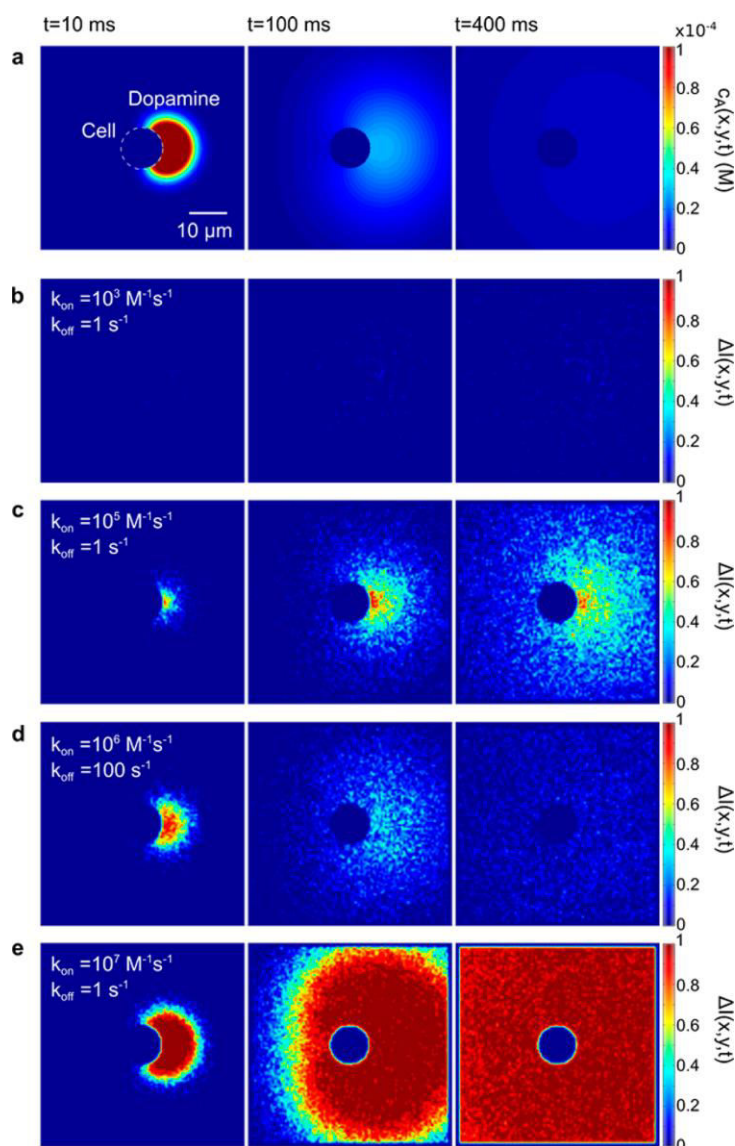 t=10 ms t=100 ms t=400 ms
x10⁻⁴
a
Dopamine
Cell
10 µm
1
0.8
0.6
0.4
0.2
0
c_A(x,y,t) (M)
b
k_on =10³ M⁻¹s⁻¹
k_off =1 s⁻¹
1
0.8
0.6
0.4
0.2
0
ΔI(x,y,t)
c
k_on =10⁵ M⁻¹s⁻¹
k_off =1 s⁻¹
1
0.8
0.6
0.4
0.2
0
ΔI(x,y,t)
d
k_on =10⁶ M⁻¹s⁻¹
k_off =100 s⁻¹
1
0.8
0.6
0.4
0.2
0
ΔI(x,y,t)
e
k_on =10⁷ M⁻¹s⁻¹
k_off =1 s⁻¹
1
0.8
0.6
0.4
0.2
0
ΔI(x,y,t)